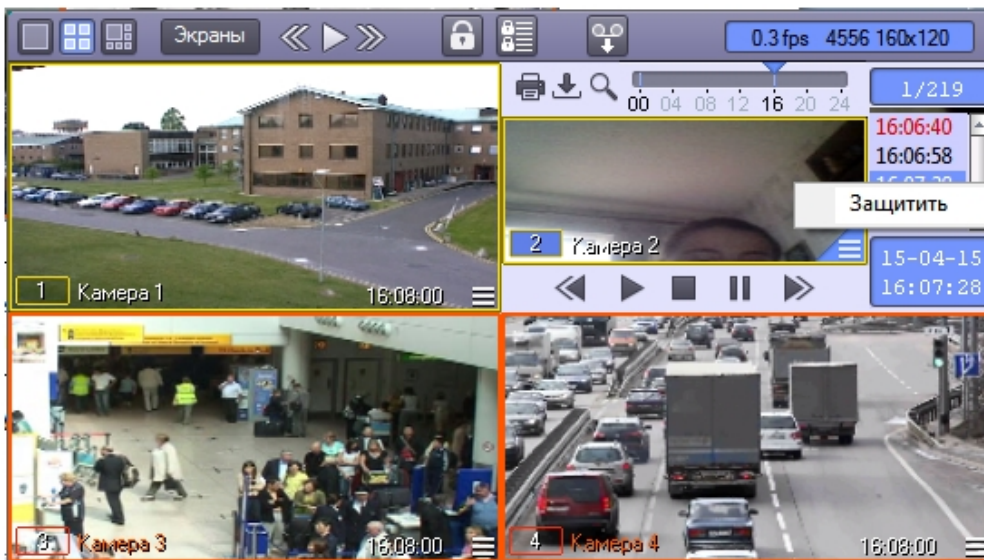 Экраны
0.3 fps 4556 160x120
00 04 08 12 16 20 24
1/219
16:06:40
16:06:58
Защитить
2 Камера 2
15-04-15
16:07:28
1 Камера 1 16:08:00
3 Камера 3 16:08:00
4 Камера 4 16:08:00